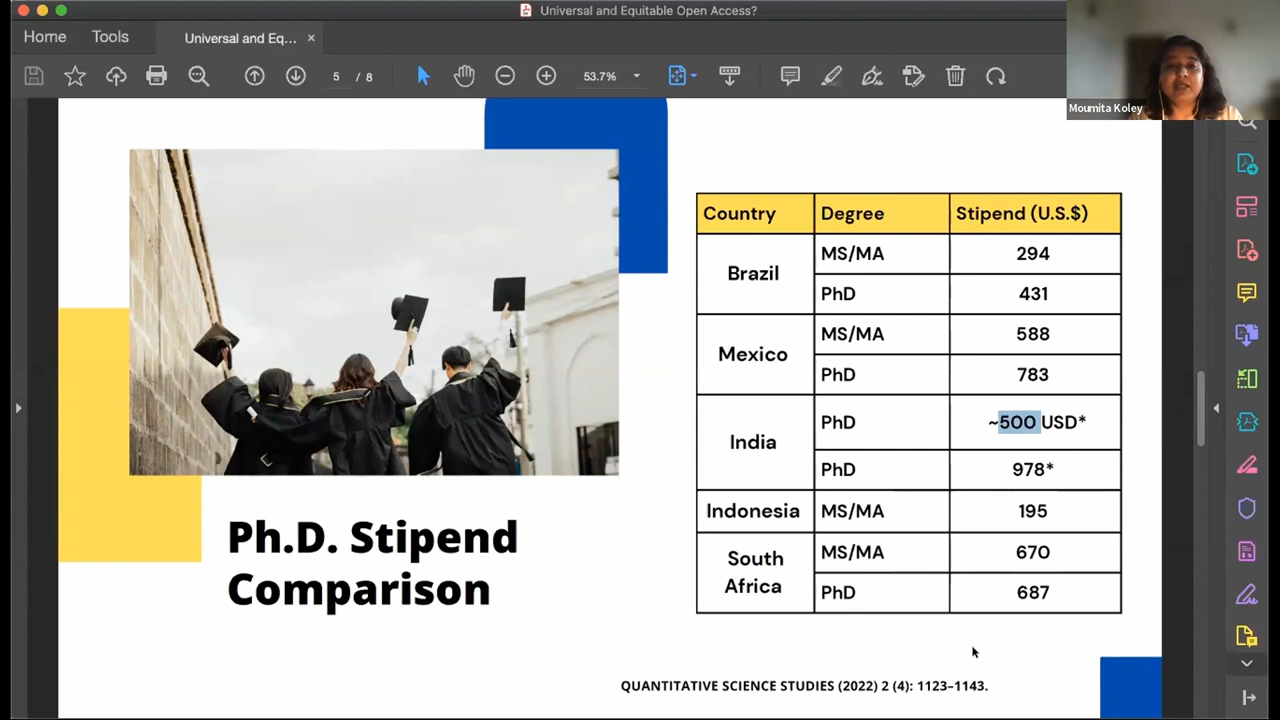 Universal and Equitable Open Access?
Home
Tools
Universal and Eq...
5 / 8
53.7%
Moumita Koley
Country Degree Stipend (U.S.$)
Brazil
MS/MA 294
PhD 431
Mexico
MS/MA 588
PhD 783
India
PhD ~500 USD*
PhD 978*
Indonesia MS/MA 195
South
Africa
MS/MA 670
PhD 687
Ph.D. Stipend
Comparison
QUANTITATIVE SCIENCE STUDIES (2022) 2 (4): 1123–1143.